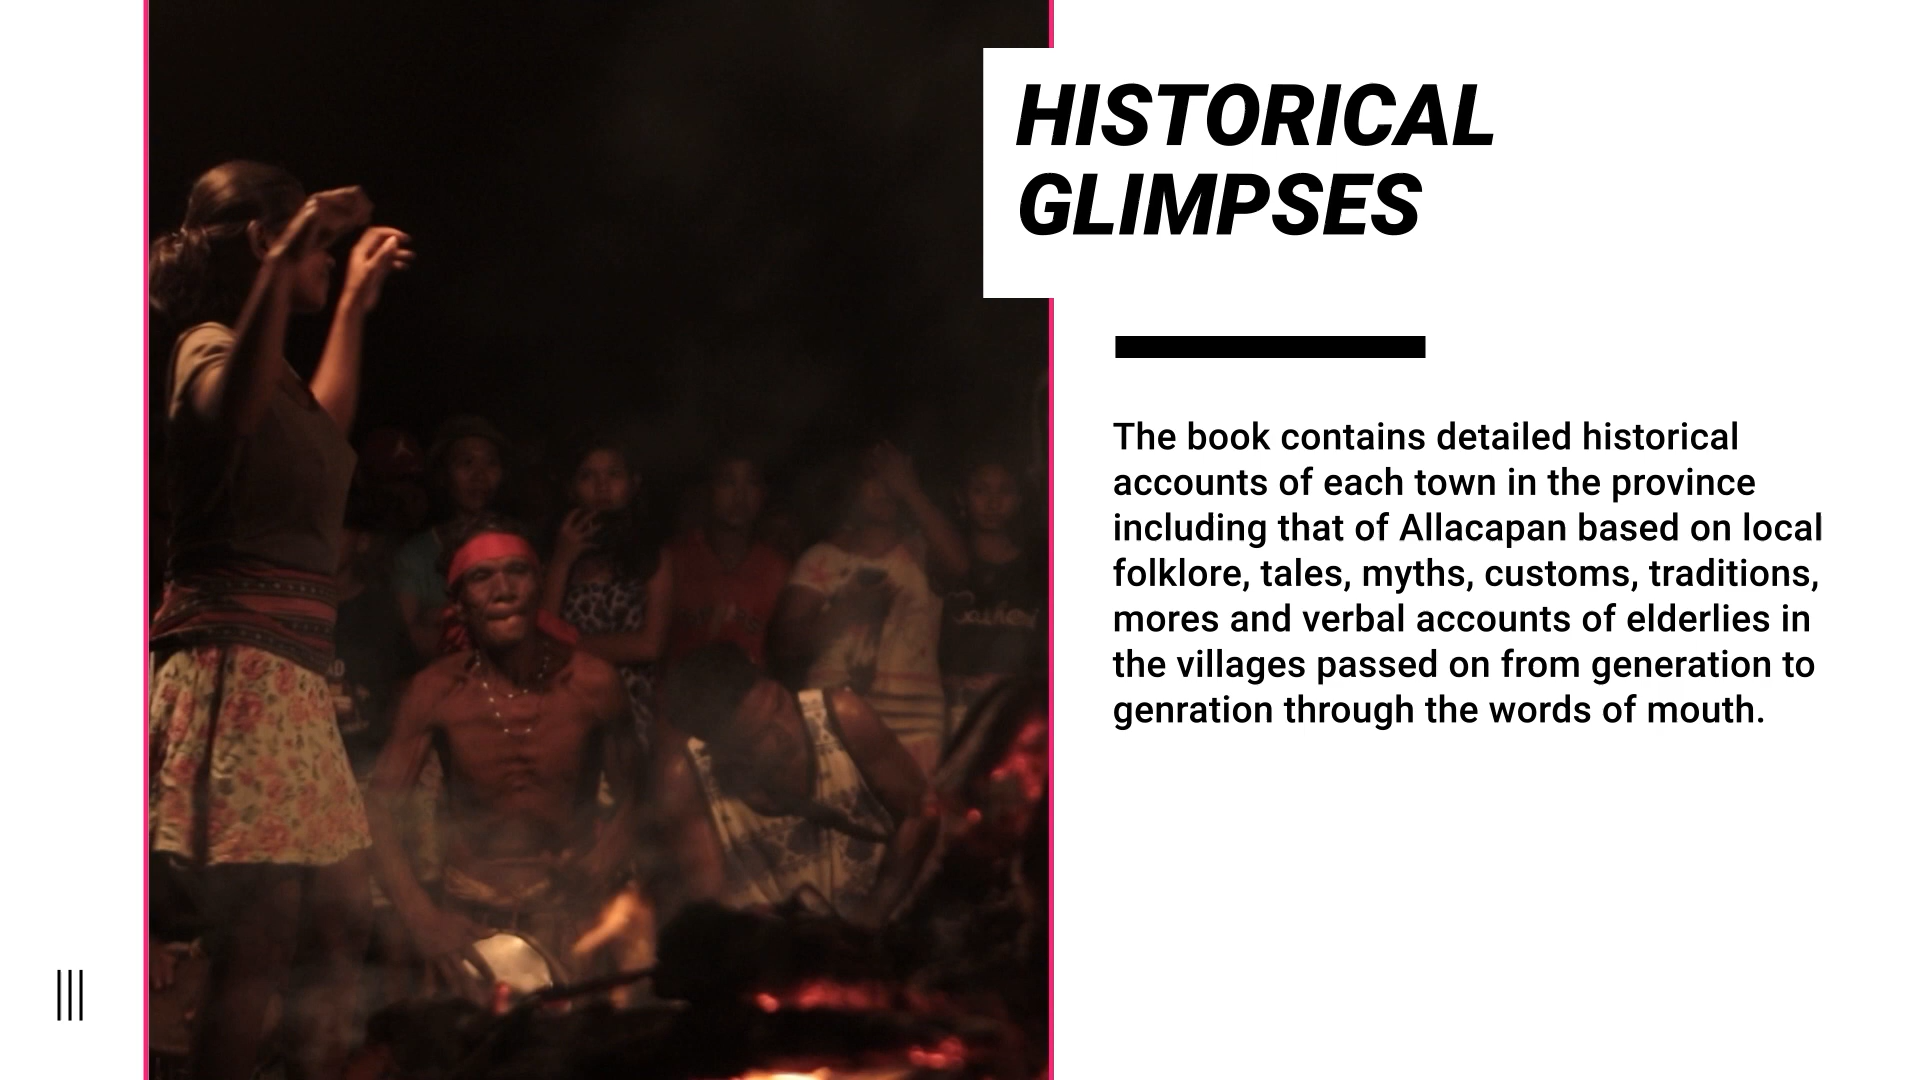 HISTORICAL
GLIMPSES
The book contains detailed historical
accounts of each town in the province
including that of Allacapan based on local
folklore, tales, myths, customs, traditions,
mores and verbal accounts of elderlies in
the villages passed on from generation to
genration through the words of mouth.